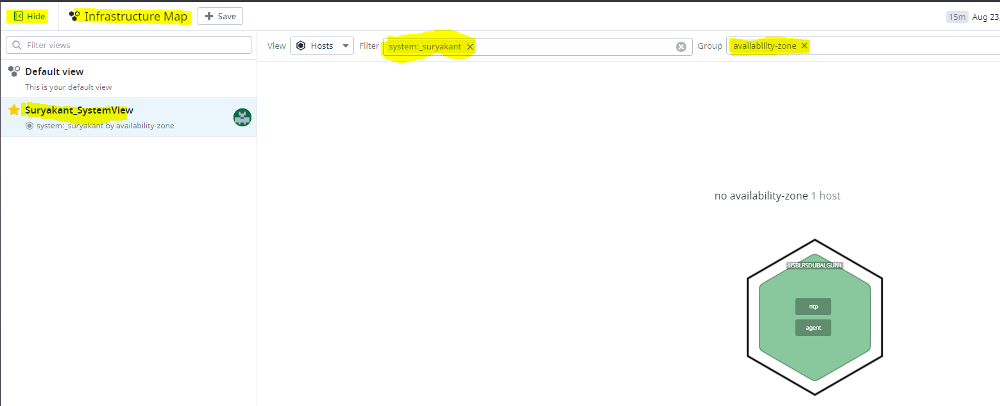 Hide
Infrastructure Map
Save
15m Aug 23,
Filter views
View Hosts Filter system:_suryakant Group availability-zone
Default view
This is your default view
Suryakant_SystemView
system:_suryakant by availability-zone
no availability-zone 1 host
USBLRSDUBALGUN1
ntp
agent